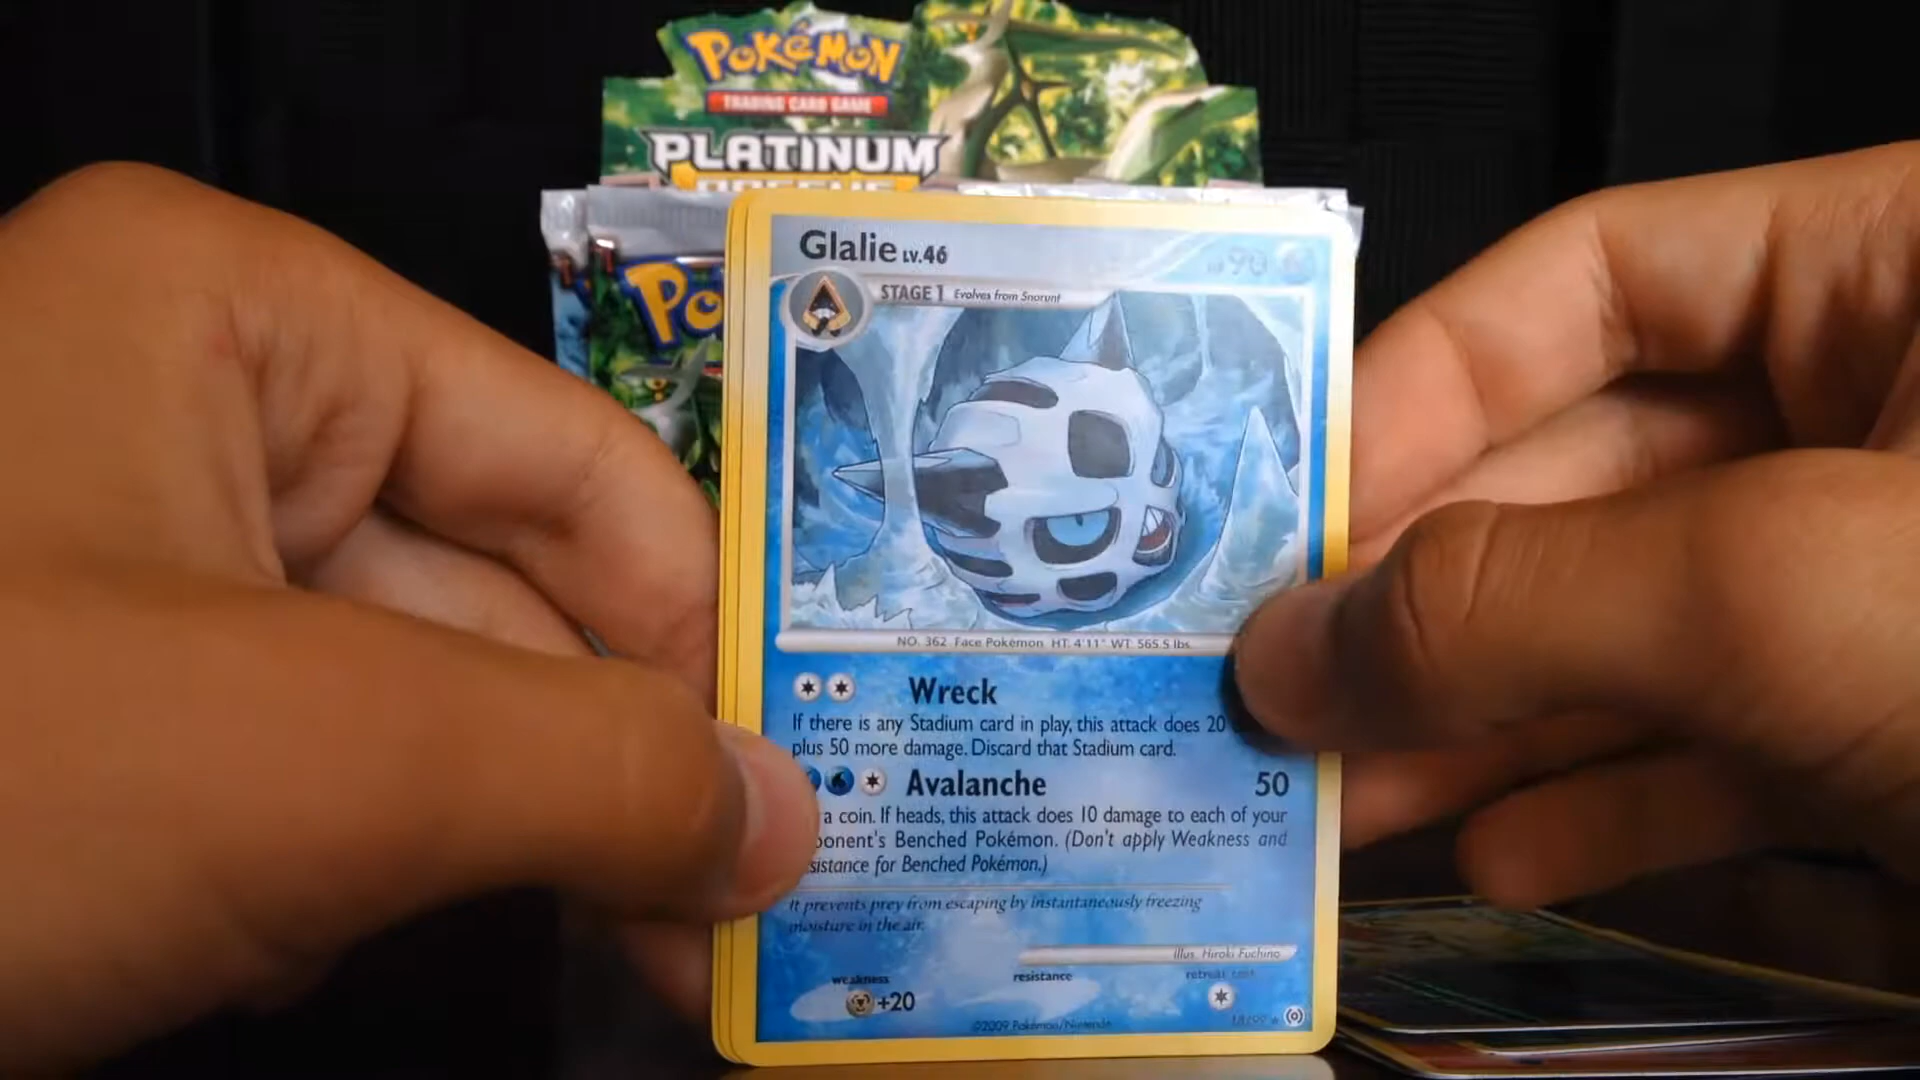 POKéMON
TRADING CARD GAME
PLATINUM
Po
Glalie LV.46
90
STAGE 1 Evolves from Snorunt
NO. 362 Face Pokémon HT. 4'11" WT. 565.5 lbs.
Wreck
If there is any Stadium card in play, this attack does 20
plus 50 more damage. Discard that Stadium card.
Avalanche 50
a coin. If heads, this attack does 10 damage to each of your
ponent's Benched Pokémon. (Don't apply Weakness and
sistance for Benched Pokémon.)
It prevents prey from escaping by instantaneously freezing
moisture in the air.
Illus. Hiroki Fuchino
weakness resistance retreat cost
+20
©2009 Pokémon/Nintendo